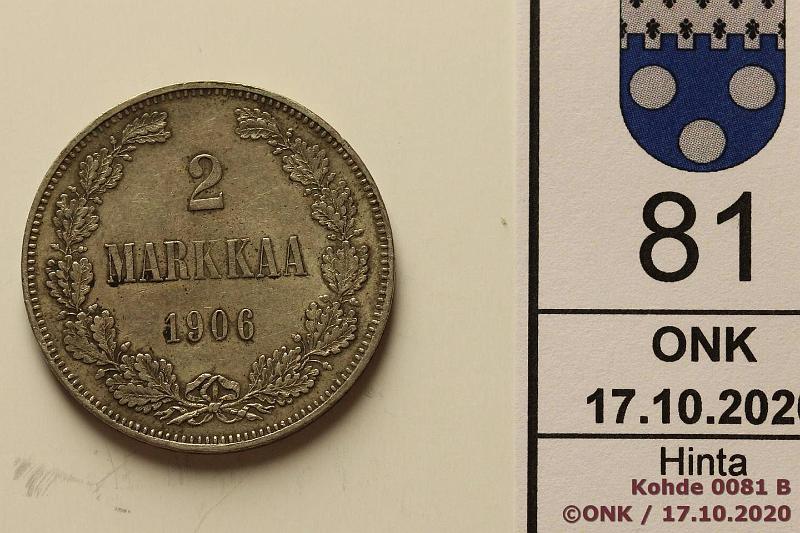 2
MARKKAA
1906
81
ONK
17.10.2020
Hinta
Kohde 0081 B
©ONK / 17.10.2020